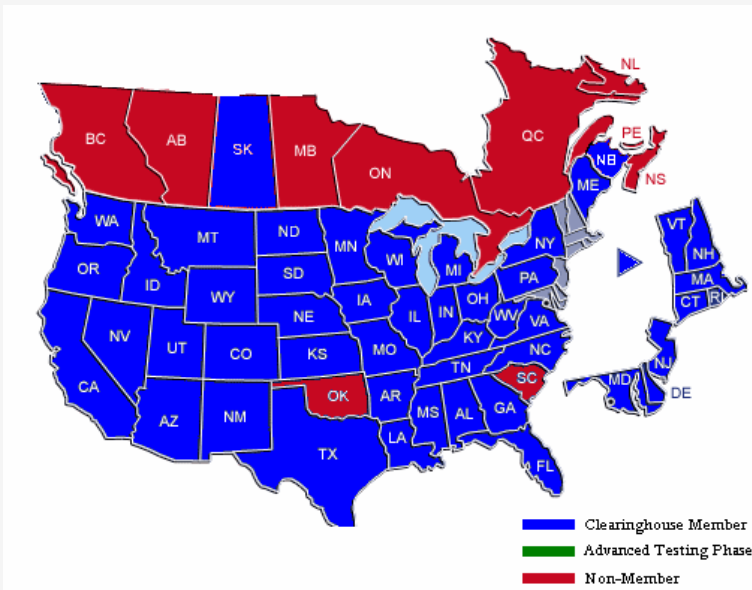 NL
BC
AB
SK
MB
ON
QC
PE
NB
NS
ME
WA
MT
ND
MN
WI
MI
NY
VT
NH
OR
ID
WY
SD
IA
IL
IN
OH
PA
MA
CT
RI
NV
UT
CO
NE
KS
MO
KY
WV
VA
NJ
MD
DE
CA
AZ
NM
OK
AR
TN
NC
SC
MS
AL
GA
LA
TX
FL
Clearinghouse Member
Advanced Testing Phase
Non-Member